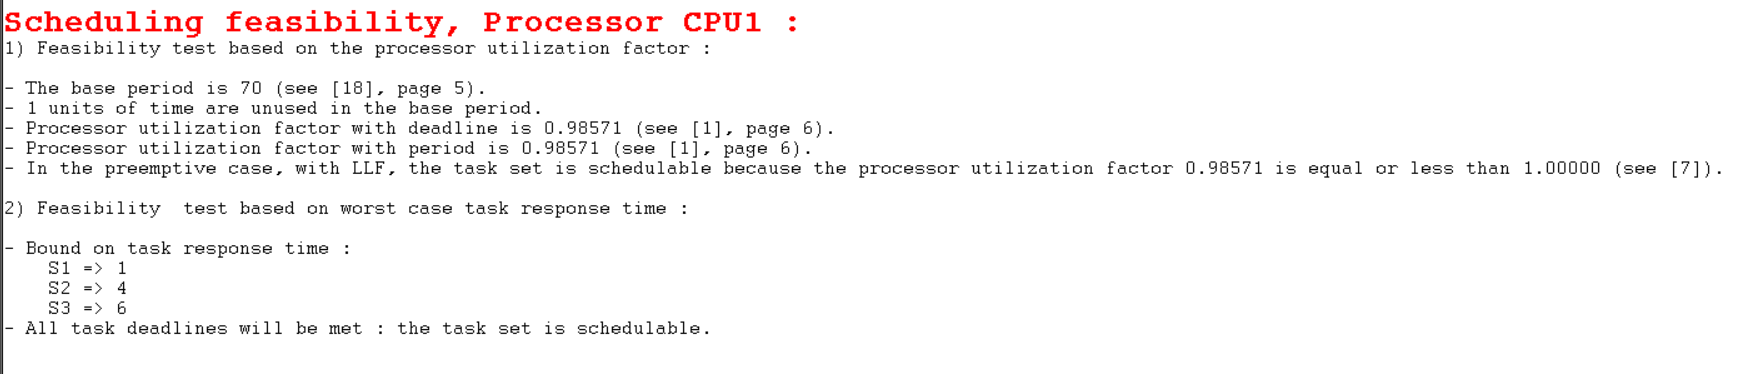 Scheduling feasibility, Processor CPU1 :
1) Feasibility test based on the processor utilization factor :
- The base period is 70 (see [18], page 5).
- 1 units of time are unused in the base period.
- Processor utilization factor with deadline is 0.98571 (see [1], page 6).
- Processor utilization factor with period is 0.98571 (see [1], page 6).
- In the preemptive case, with LLF, the task set is schedulable because the processor utilization factor 0.98571 is equal or less than 1.00000 (see [7]).
2) Feasibility  test based on worst case task response time :
- Bound on task response time :
S1 => 1
S2 => 4
S3 => 6
- All task deadlines will be met : the task set is schedulable.